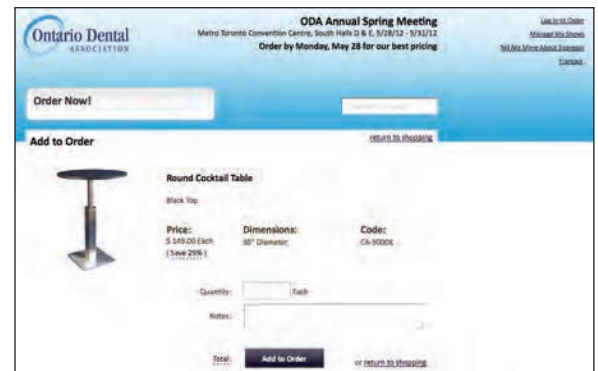 Ontario Dental
ASSOCIATION
ODA Annual Spring Meeting
Metro Toronto Convention Centre, South Halls D & E, 5/28/12 - 5/31/12
Order by Monday, May 28 for our best pricing
Log in to Order
Manage My Shows
Tell Me More About Expresso
Français
Order Now!
Add to Order
return to shopping
Round Cocktail Table
Black Top
Price:
Dimensions:
Code:
$ 149.00 Each
Diameter
CA-90008
(Save 29%)
Quantity:
Each
Notes:
Total:
Add to Order
or return to shopping